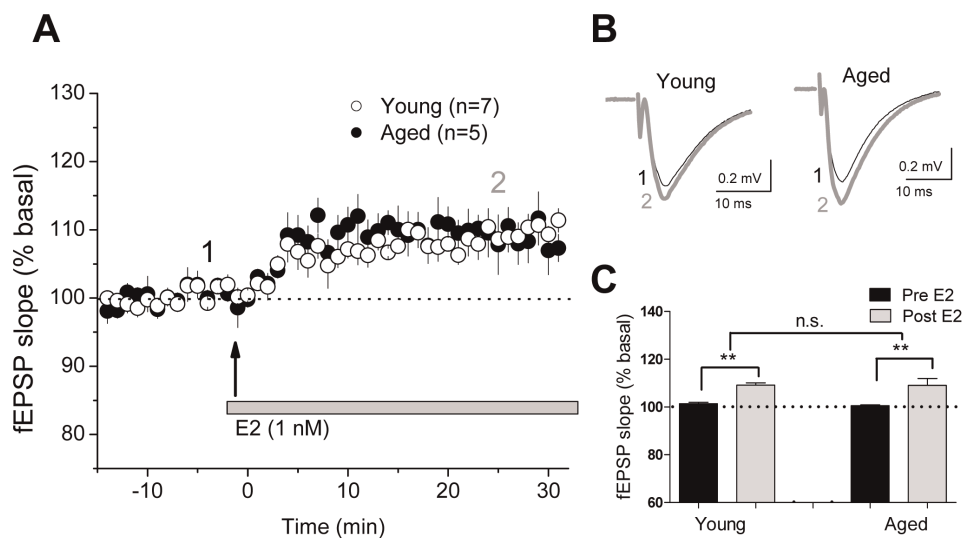 A
fEPSP slope (% basal)
130
120
110
100
90
80
Young (n=7)
Aged (n=5)
1
2
E2 (1 nM)
-10 0 10 20 30
Time (min)
B
Young
Aged
1
2
0.2 mV
10 ms
1
2
0.2 mV
10 ms
C
Pre E2
Post E2
fEPSP slope (% basal)
140
120
100
80
60
n.s.
**
**
Young
Aged